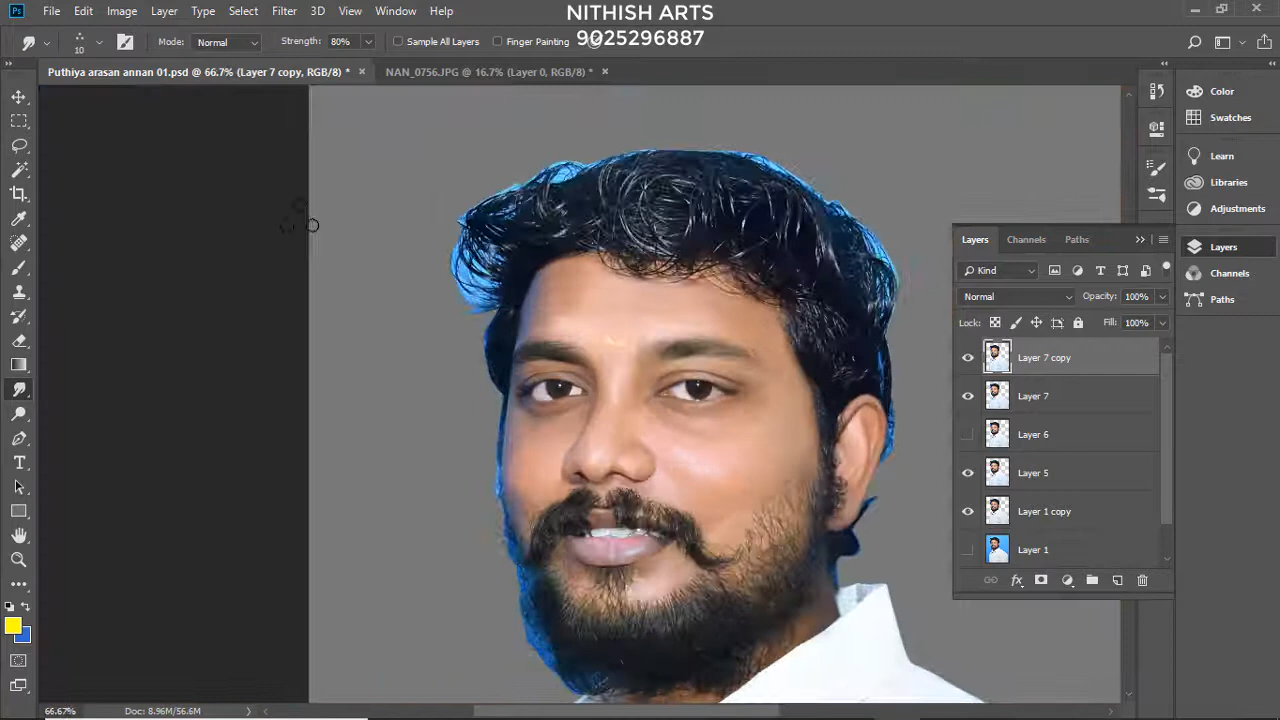 NITHISH ARTS
Ps File Edit Image Layer Type Select Filter 3D View Window Help
9025296887
10 Mode: Normal Strength: 80% Sample All Layers Finger Painting
Puthiya arasan annan 01.psd @ 66.7% (Layer 7 copy, RGB/8) * × NAN_0756.JPG @ 16.7% (Layer 0, RGB/8) * ×
Color
Swatches
Learn
Libraries
Adjustments
Layers
Channels
Paths
Layers Channels Paths
Kind
Normal Opacity: 100%
Lock: Fill: 100%
Layer 7 copy
Layer 7
Layer 6
Layer 5
Layer 1 copy
Layer 1
fx
66.67% Doc: 8.96M/56.6M